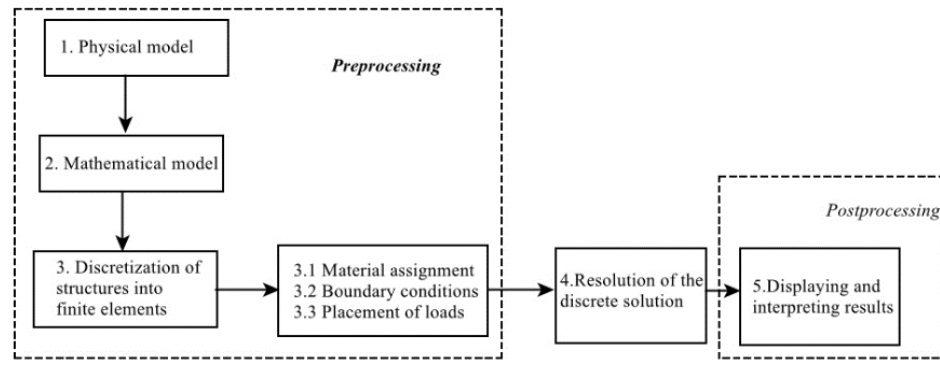 1. Physical model
Preprocessing
2. Mathematical model
3. Discretization of
structures into
finite elements
3.1 Material assignment
3.2 Boundary conditions
3.3 Placement of loads
4.Resolution of the
discrete solution
Postprocessing
5.Displaying and
interpreting results